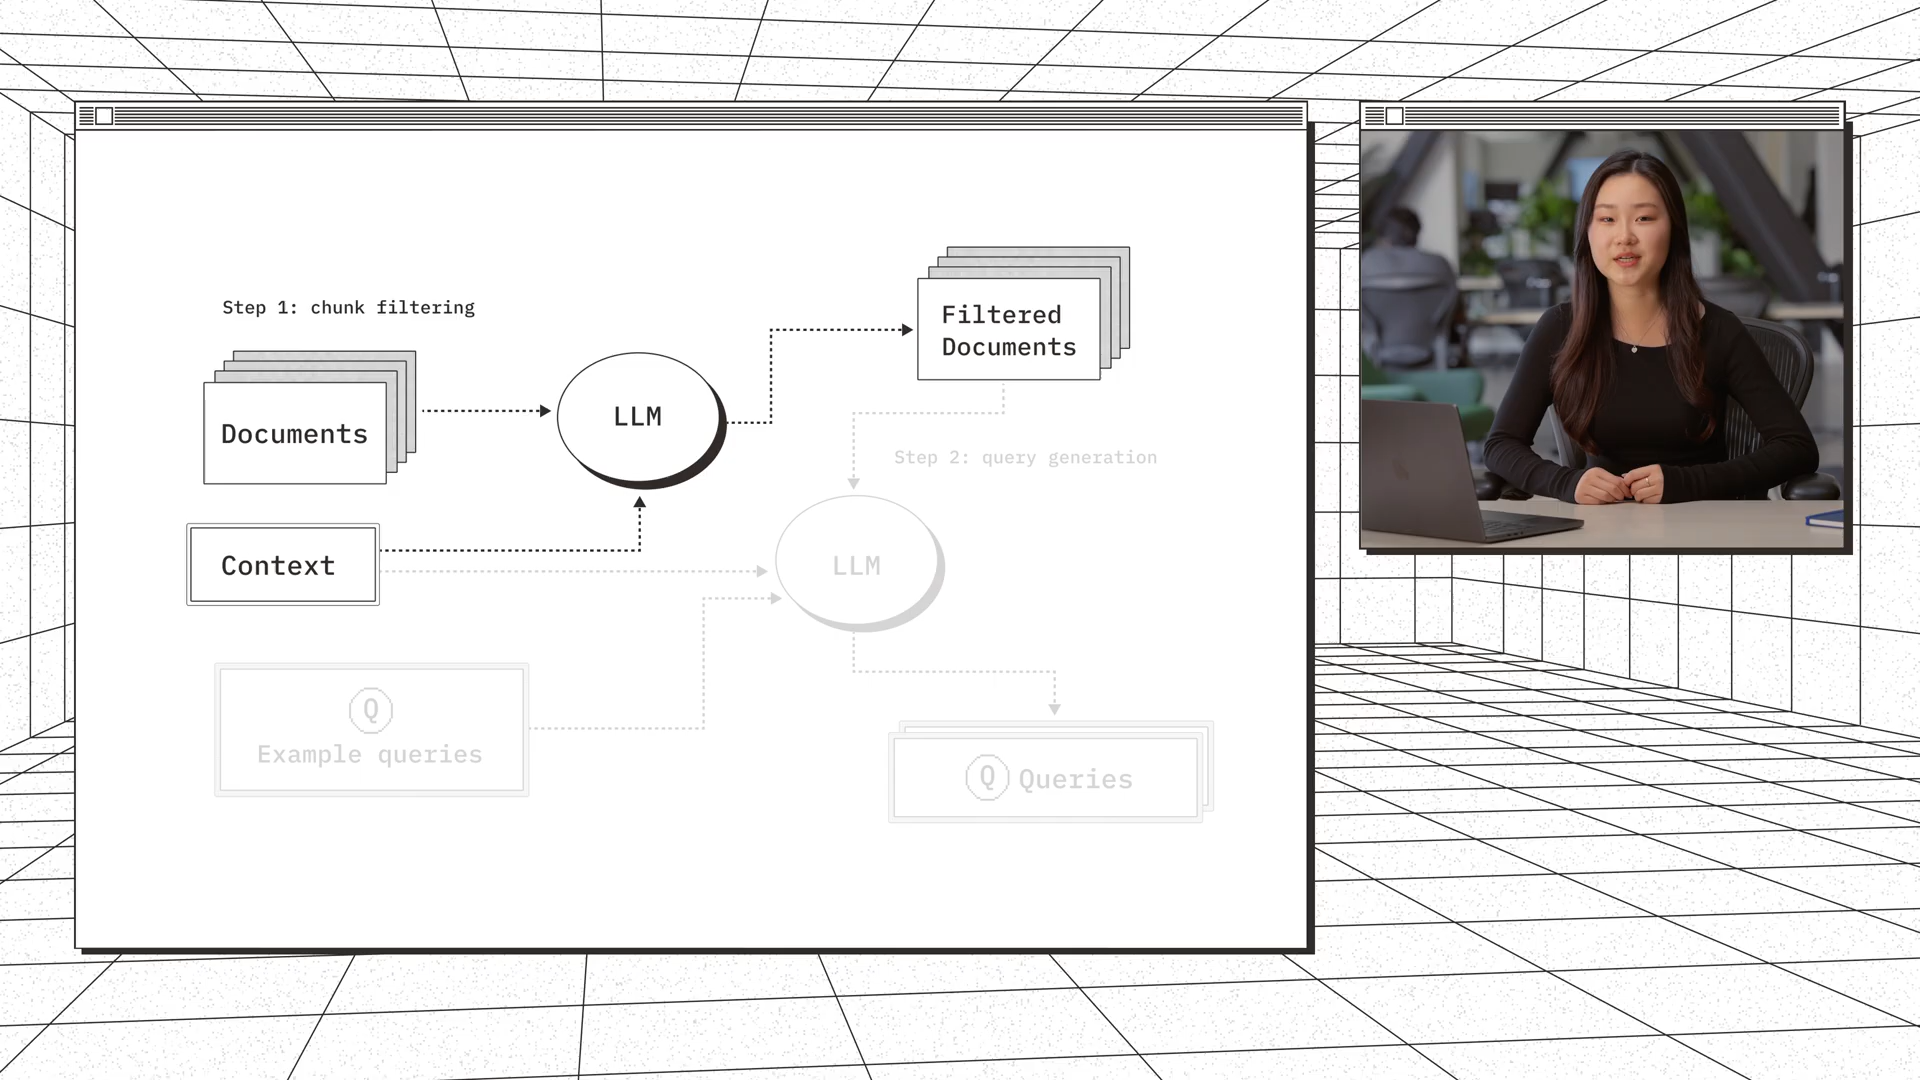 Step 1: chunk filtering
Documents
LLM
Filtered
Documents
Context
Step 2: query generation
LLM
Q
Example queries
Q Queries